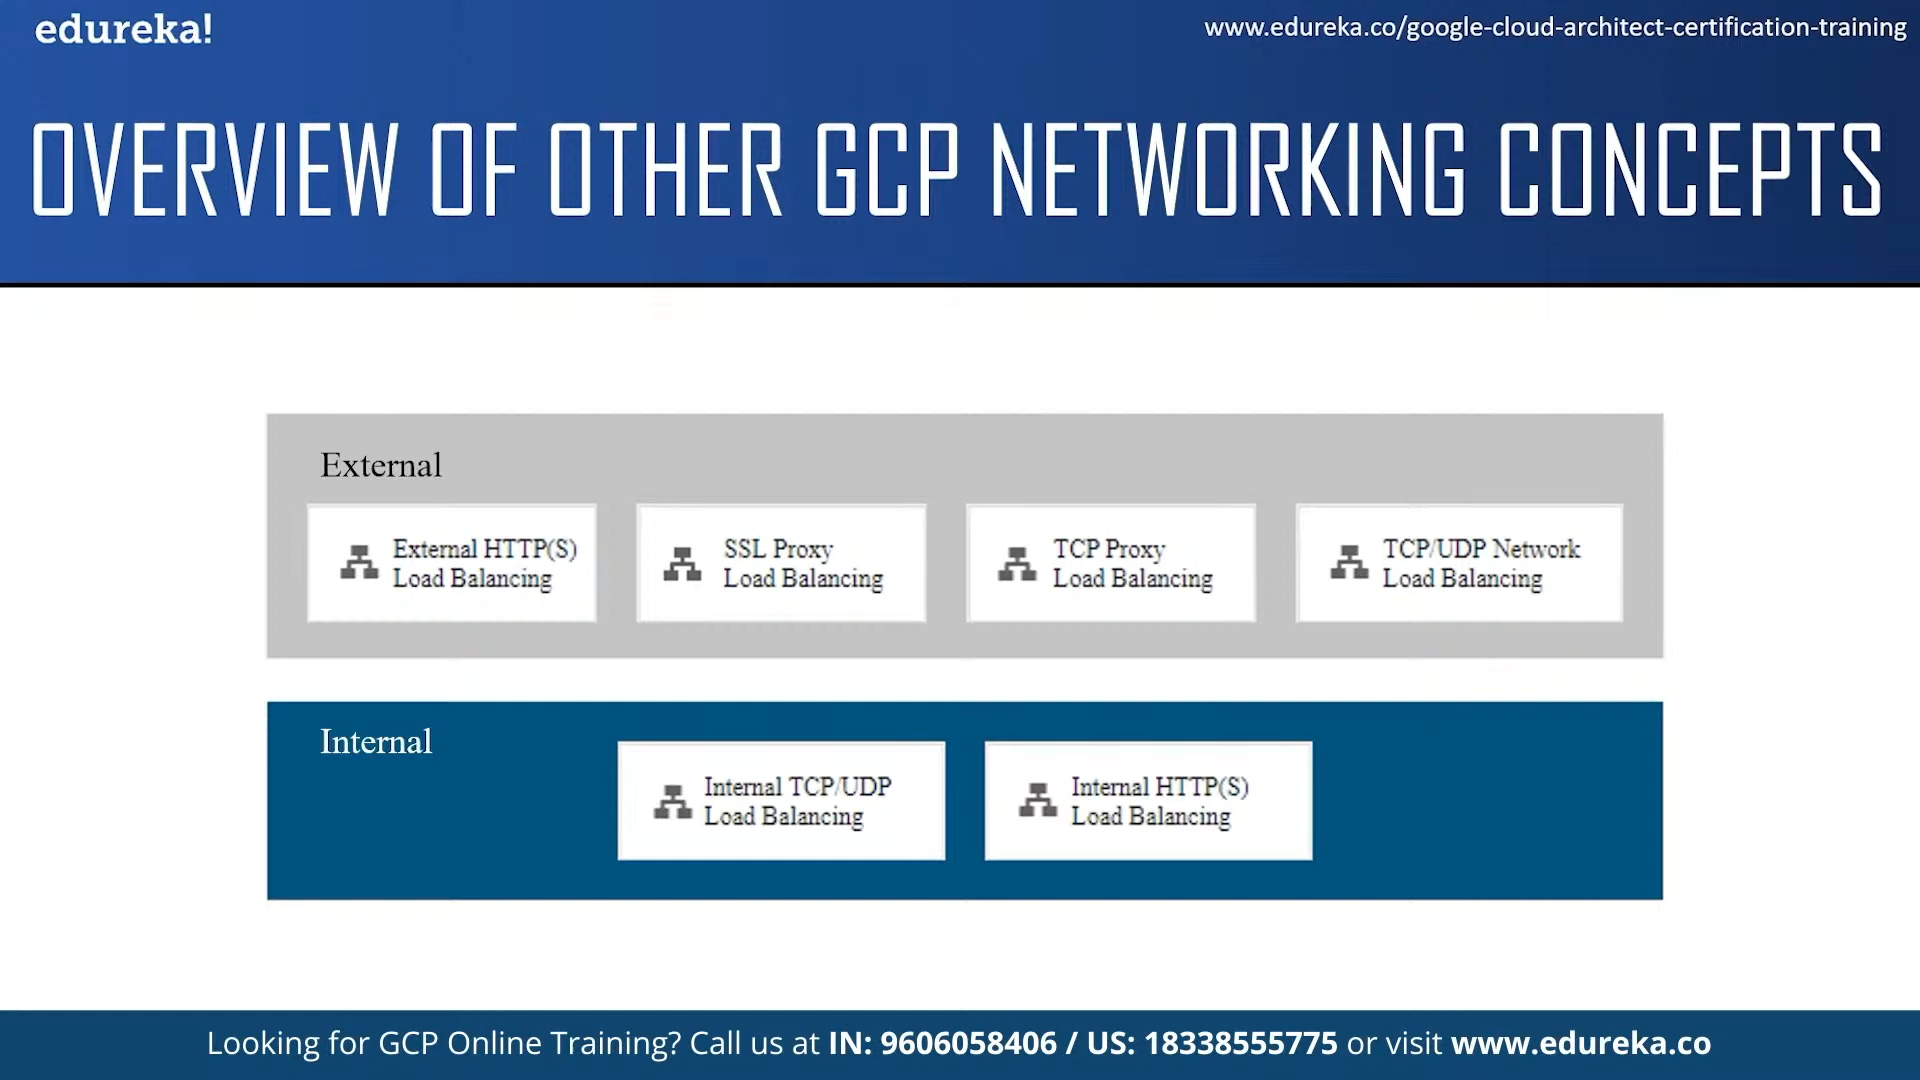 edureka!
www.edureka.co/google-cloud-architect-certification-training
OVERVIEW OF OTHER GCP NETWORKING CONCEPTS
External
External HTTP(S)
Load Balancing
SSL Proxy
Load Balancing
TCP Proxy
Load Balancing
TCP/UDP Network
Load Balancing
Internal
Internal TCP/UDP
Load Balancing
Internal HTTP(S)
Load Balancing
Looking for GCP Online Training? Call us at IN: 9606058406 / US: 18338555775 or visit www.edureka.co